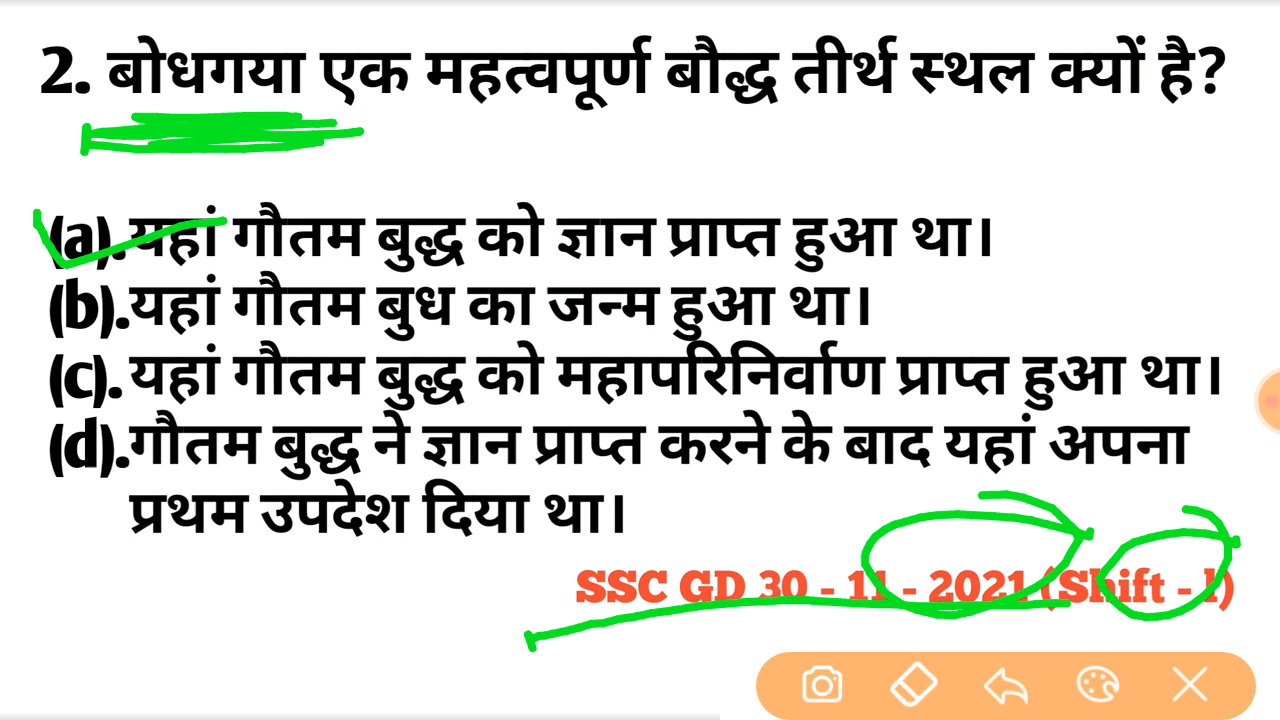 2. बोधगया एक महत्वपूर्ण बौद्ध तीर्थ स्थल क्यों है?
(a).यहां गौतम बुद्ध को ज्ञान प्राप्त हुआ था।
(b).यहां गौतम बुध का जन्म हुआ था।
(c).यहां गौतम बुद्ध को महापरिनिर्वाण प्राप्त हुआ था।
(d).गौतम बुद्ध ने ज्ञान प्राप्त करने के बाद यहां अपना
प्रथम उपदेश दिया था।
SSC GD 30 - 11 - 2021 (Shift - l)